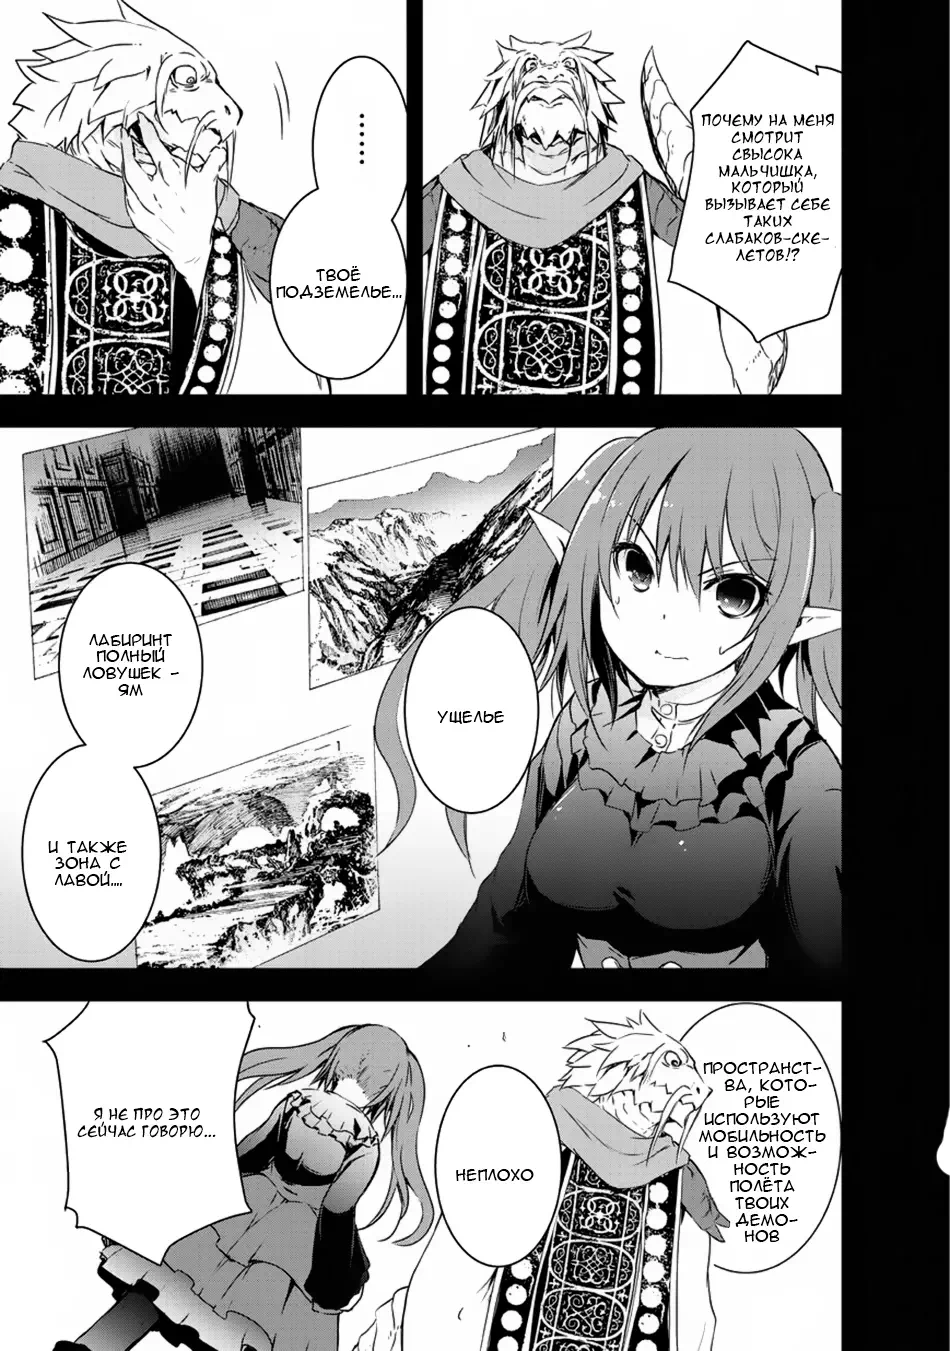 ПОЧЕМУ НА МЕНЯ
СМОТРИТ
СВЫСОКА
МАЛЬЧИШКА,
КОТОРЫЙ
ВЫЗЫВАЕТ СЕБЕ
ТАКИХ
СЛАБАКОВ-СКЕ-
ЛЕТОВ!?
......
ТВОЁ
ПОДЗЕМЕЛЬЕ...
УЩЕЛЬЕ
ЛАБИРИНТ
ПОЛНЫЙ
ЛОВУШЕК -
ЯМ
И ТАКЖЕ
ЗОНА С
ЛАВОЙ....
ПРОСТРАНСТ-
ВА, КОТО-
РЫЕ
ИСПОЛЬЗУЮТ
МОБИЛЬНОСТЬ
И ВОЗМОЖ-
НОСТЬ
ПОЛЁТА
ТВОИХ
ДЕМО-
НОВ
НЕПЛОХО
Я НЕ ПРО ЭТО
СЕЙЧАС ГОВОРЮ...